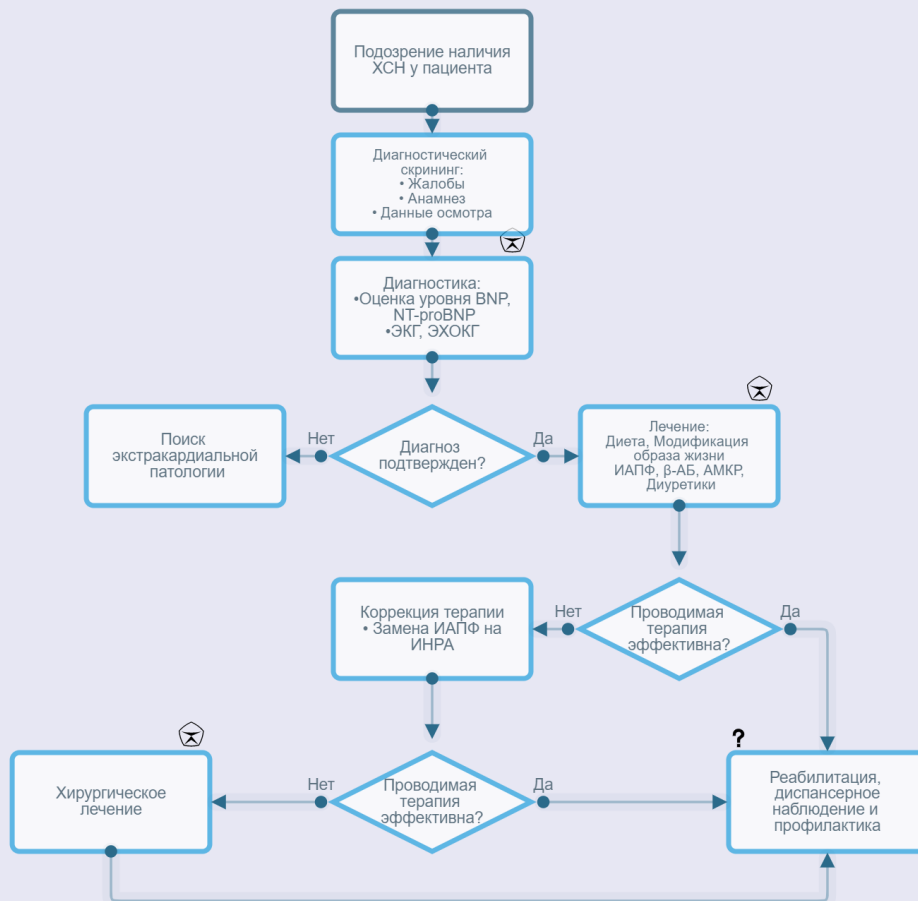 Подозрение наличия
ХСН у пациента
Диагностический
скрининг:
• Жалобы
• Анамнез
• Данные осмотра
Диагностика:
•Оценка уровня BNP,
NT-proBNP
•ЭКГ, ЭХОКГ
Поиск
экстракардиальной
патологии
Нет
Диагноз
подтвержден?
Да
Лечение:
Диета, Модификация
образа жизни
ИАПФ, β-АБ, АМКР,
Диуретики
Коррекция терапии
• Замена ИАПФ на
ИНРА
Нет
Проводимая
терапия
эффективна?
Да
Хирургическое
лечение
Нет
Проводимая
терапия
эффективна?
Да
?
Реабилитация,
диспансерное
наблюдение и
профилактика